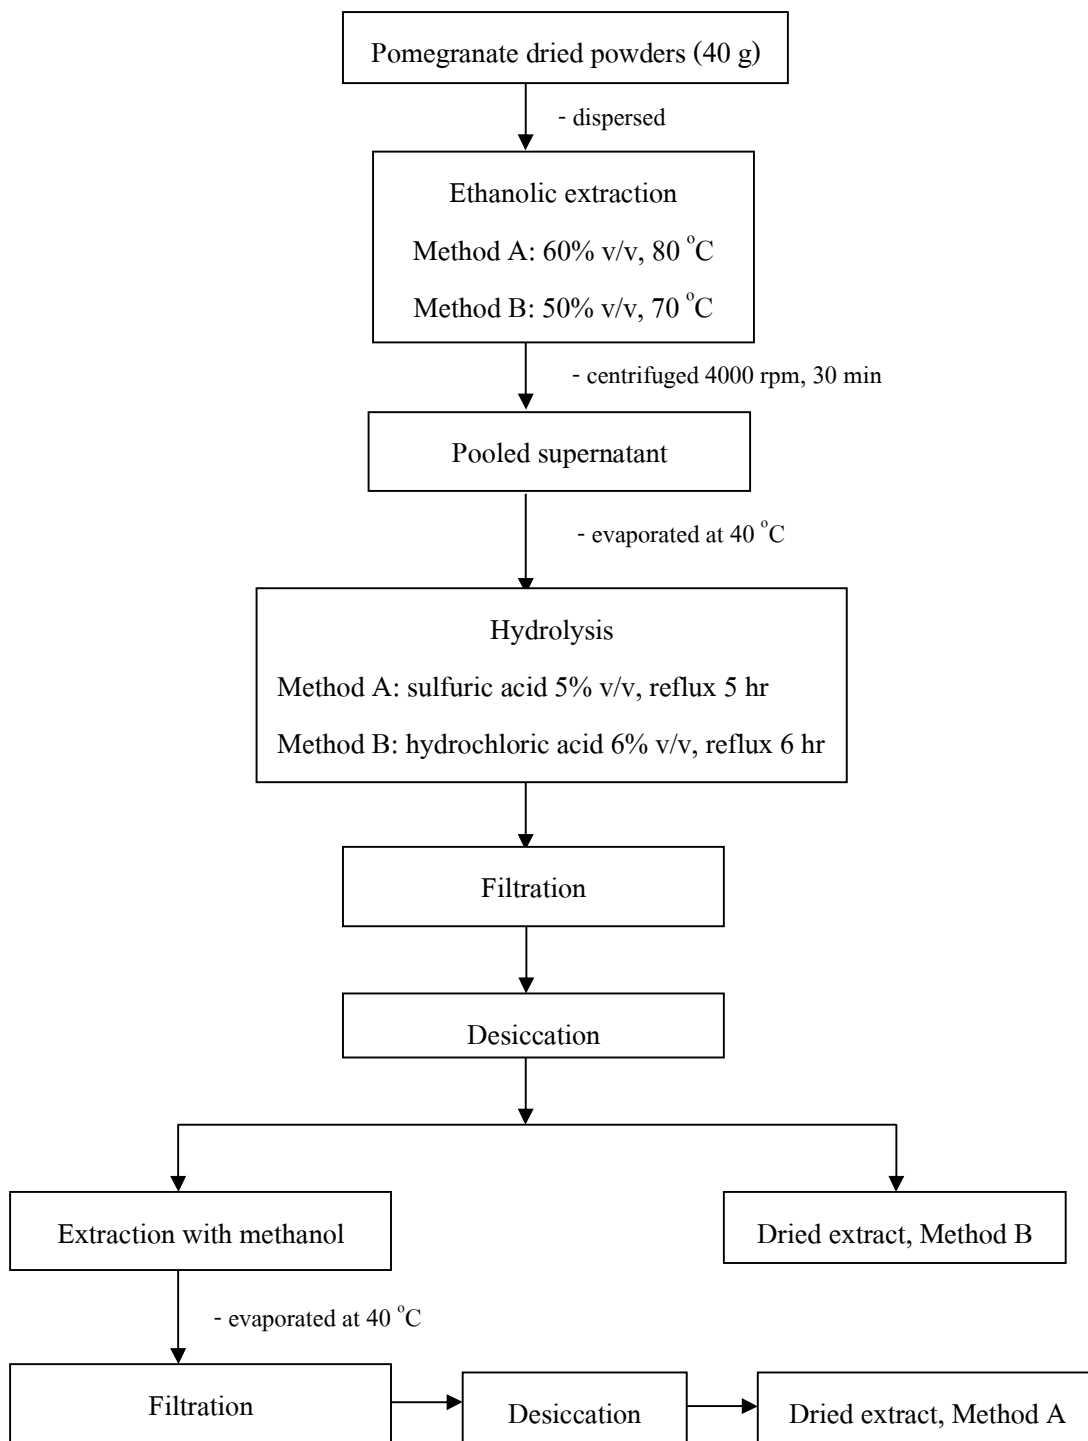 Pomegranate dried powders (40 g)
- dispersed
Ethanolic extraction
Method A: 60% v/v, 80 °C
Method B: 50% v/v, 70 °C
- centrifuged 4000 rpm, 30 min
Pooled supernatant
- evaporated at 40 °C
Hydrolysis
Method A: sulfuric acid 5% v/v, reflux 5 hr
Method B: hydrochloric acid 6% v/v, reflux 6 hr
Filtration
Desiccation
Extraction with methanol
Dried extract, Method B
- evaporated at 40 °C
Filtration
Desiccation
Dried extract, Method A